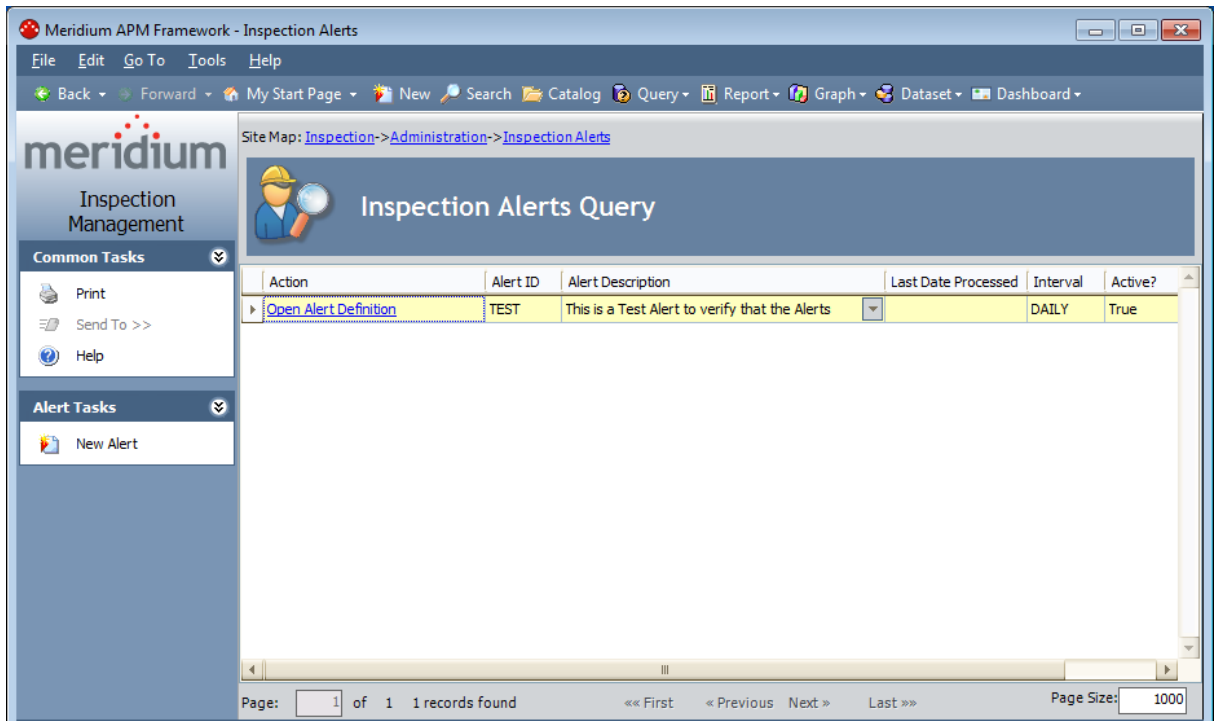 Meridium APM Framework - Inspection Alerts
File Edit Go To Tools Help
Back Forward My Start Page New Search Catalog Query Report Graph Dataset Dashboard
meridium
Inspection
Management
Common Tasks
Print
Send To >>
Help
Alert Tasks
New Alert
Site Map: Inspection->Administration->Inspection Alerts
Inspection Alerts Query
Action Alert ID Alert Description Last Date Processed Interval Active?
Open Alert Definition TEST This is a Test Alert to verify that the Alerts DAILY True
Page: 1 of 1 1 records found «« First « Previous Next » Last »» Page Size: 1000